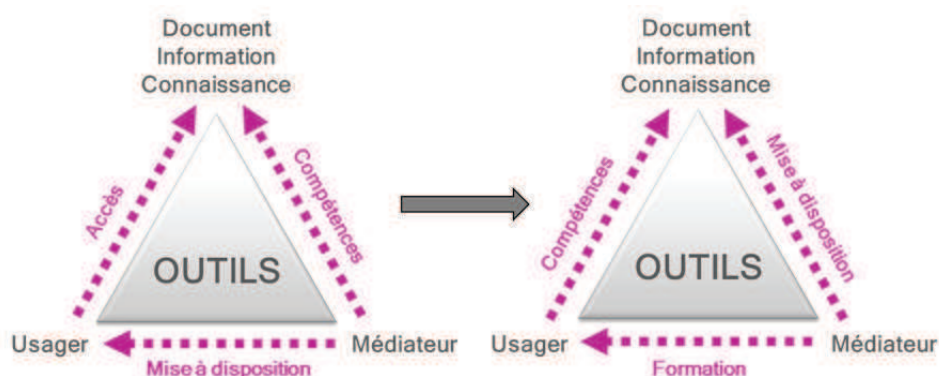 Document
Information
Connaissance
Accès
Compétences
OUTILS
Usager
Médiateur
Mise à disposition
Document
Information
Connaissance
Compétences
Mise à disposition
OUTILS
Usager
Médiateur
Formation